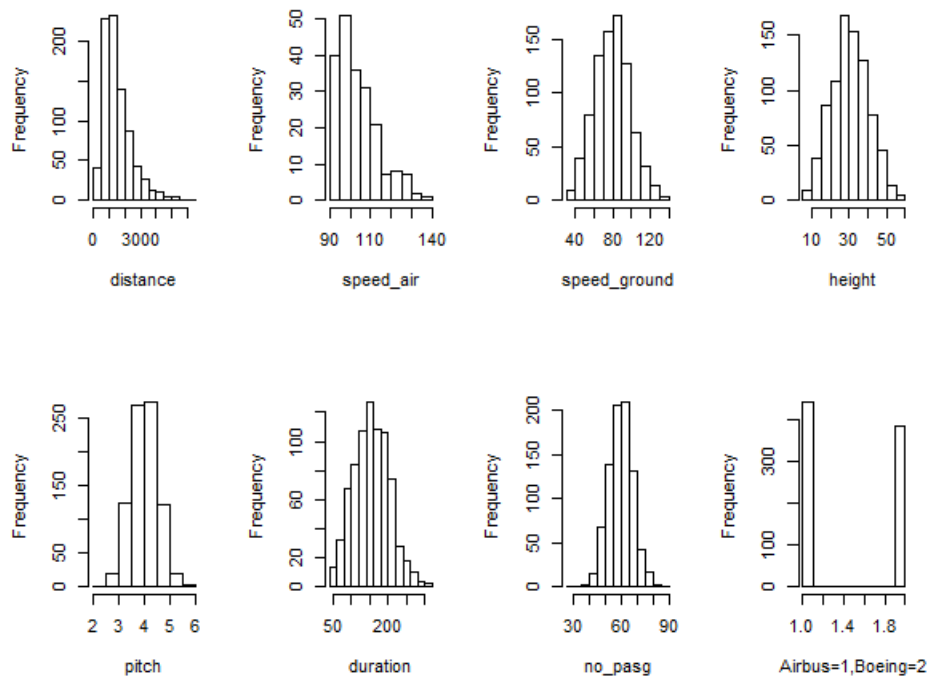 Frequency
0 50 100 200
0 3000
distance
Frequency
0 10 20 30 40 50
90 110 140
speed_air
Frequency
0 50 100 150
40 80 120
speed_ground
Frequency
0 50 100 150
10 30 50
height
Frequency
0 50 150 250
2 3 4 5 6
pitch
Frequency
0 20 60 100
50 200
duration
Frequency
0 50 100 150 200
30 60 90
no_pasg
Frequency
0 100 300
1.0 1.4 1.8
Airbus=1,Boeing=2